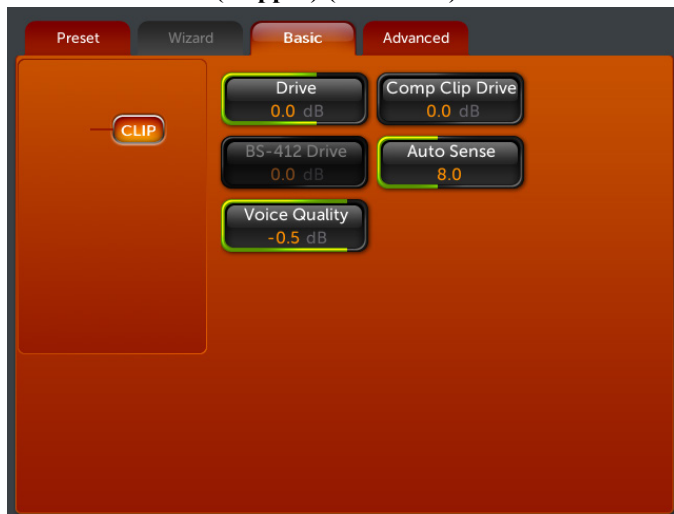 Preset
Wizard
Basic
Advanced
CLIP
Drive
0.0 dB
Comp Clip Drive
0.0 dB
BS-412 Drive
0.0 dB
Auto Sense
8.0
Voice Quality
-0.5 dB